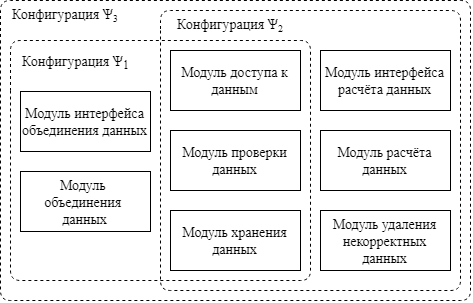 Конфигурация Ψ₃
Конфигурация Ψ₂
Конфигурация Ψ₁
Модуль интерфейса
объединения данных
Модуль
объединения
данных
Модуль доступа к
данным
Модуль проверки
данных
Модуль хранения
данных
Модуль интерфейса
расчёта данных
Модуль расчёта
данных
Модуль удаления
некорректных
данных